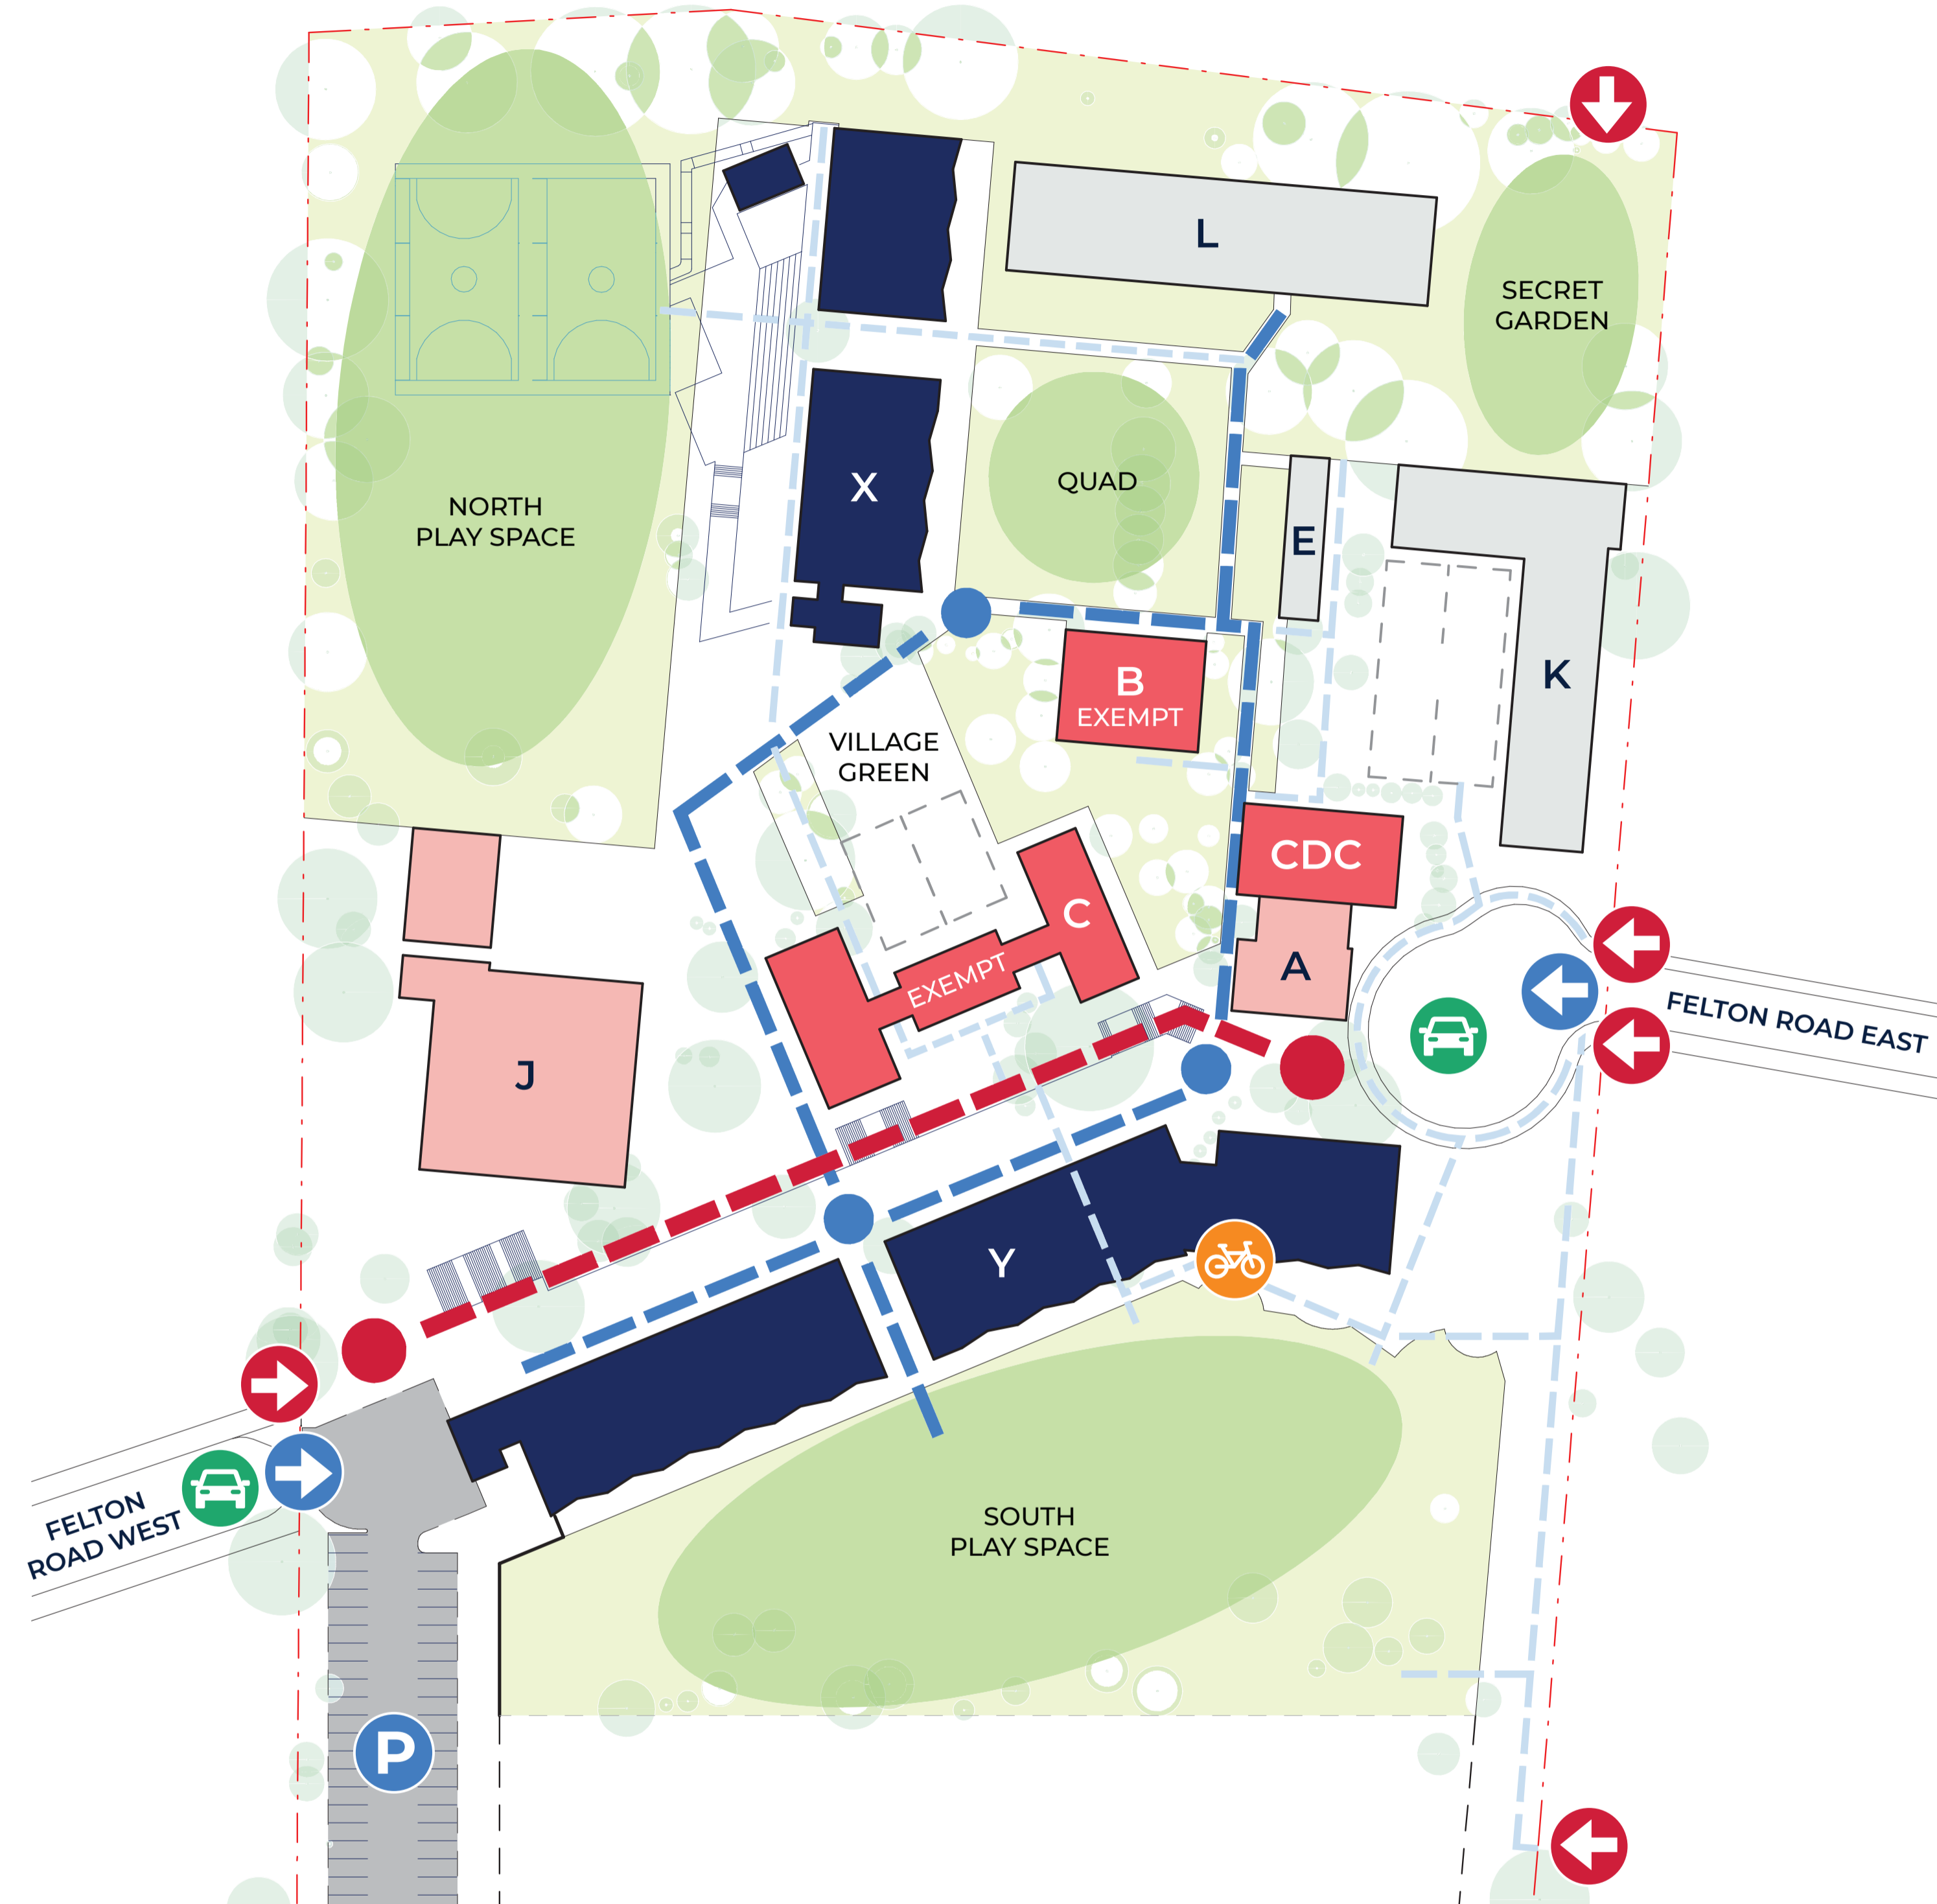 L
SECRET
GARDEN
X
QUAD
NORTH
PLAY SPACE
E
K
B
EXEMPT
VILLAGE
GREEN
CDC
C
EXEMPT
A
J
FELTON ROAD EAST
Y
FELTON
ROAD WEST
SOUTH
PLAY SPACE
P